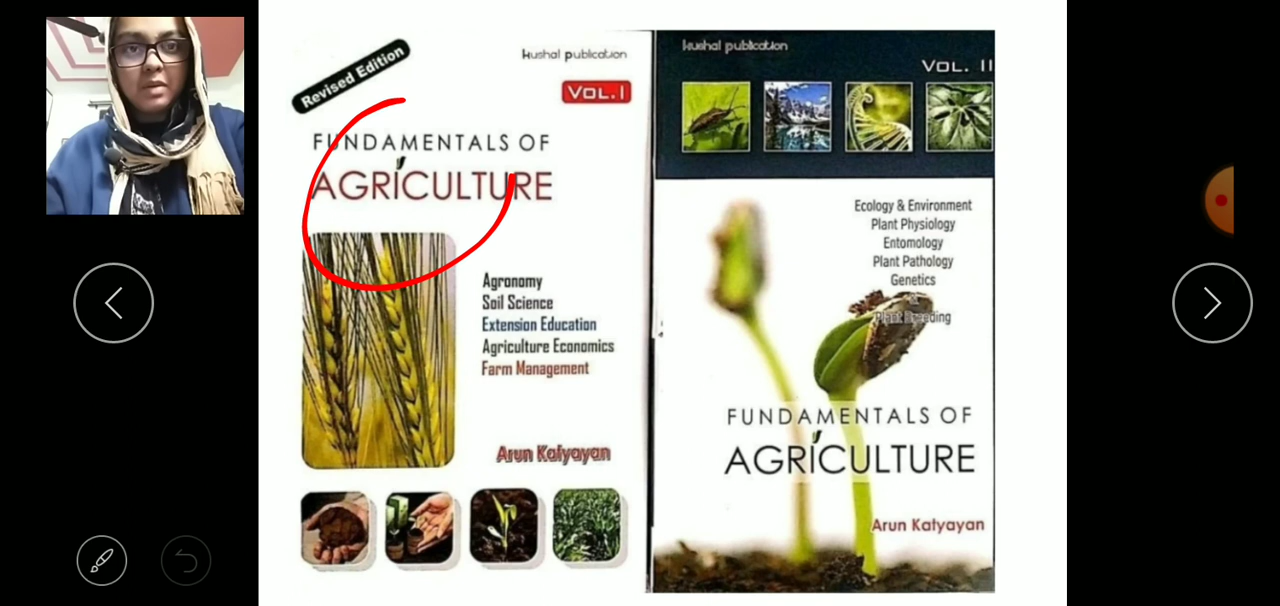 Revised Edition
kushal publication
VOL. I
FUNDAMENTALS OF
AGRICULTURE
Agronomy
Soil Science
Extension Education
Agriculture Economics
Farm Management
Arun Katyayan
kushal publication
VOL. II
Ecology & Environment
Plant Physiology
Entomology
Plant Pathology
Genetics
&
Plant Breeding
FUNDAMENTALS OF
AGRICULTURE
Arun Katyayan